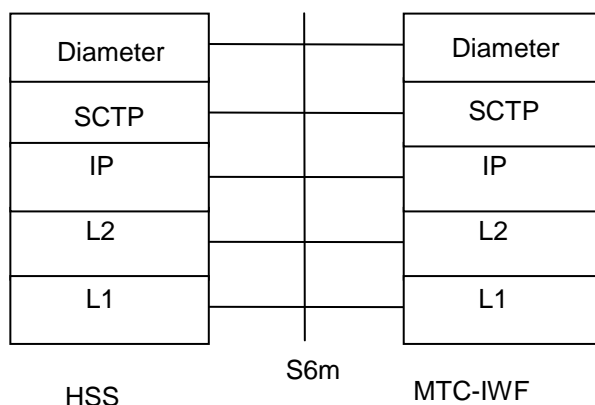 Diameter Diameter
SCTP SCTP
IP IP
L2 L2
L1 L1
S6m
HSS MTC-IWF